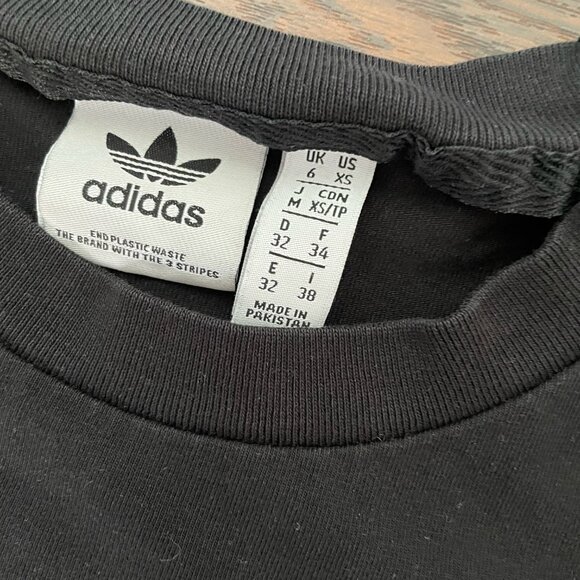 adidas
END PLASTIC WASTE
THE BRAND WITH THE 3 STRIPES
UK US
6 XS
J CDN
M XS/TP
D F
32 34
E I
32 38
MADE IN
PAKISTAN